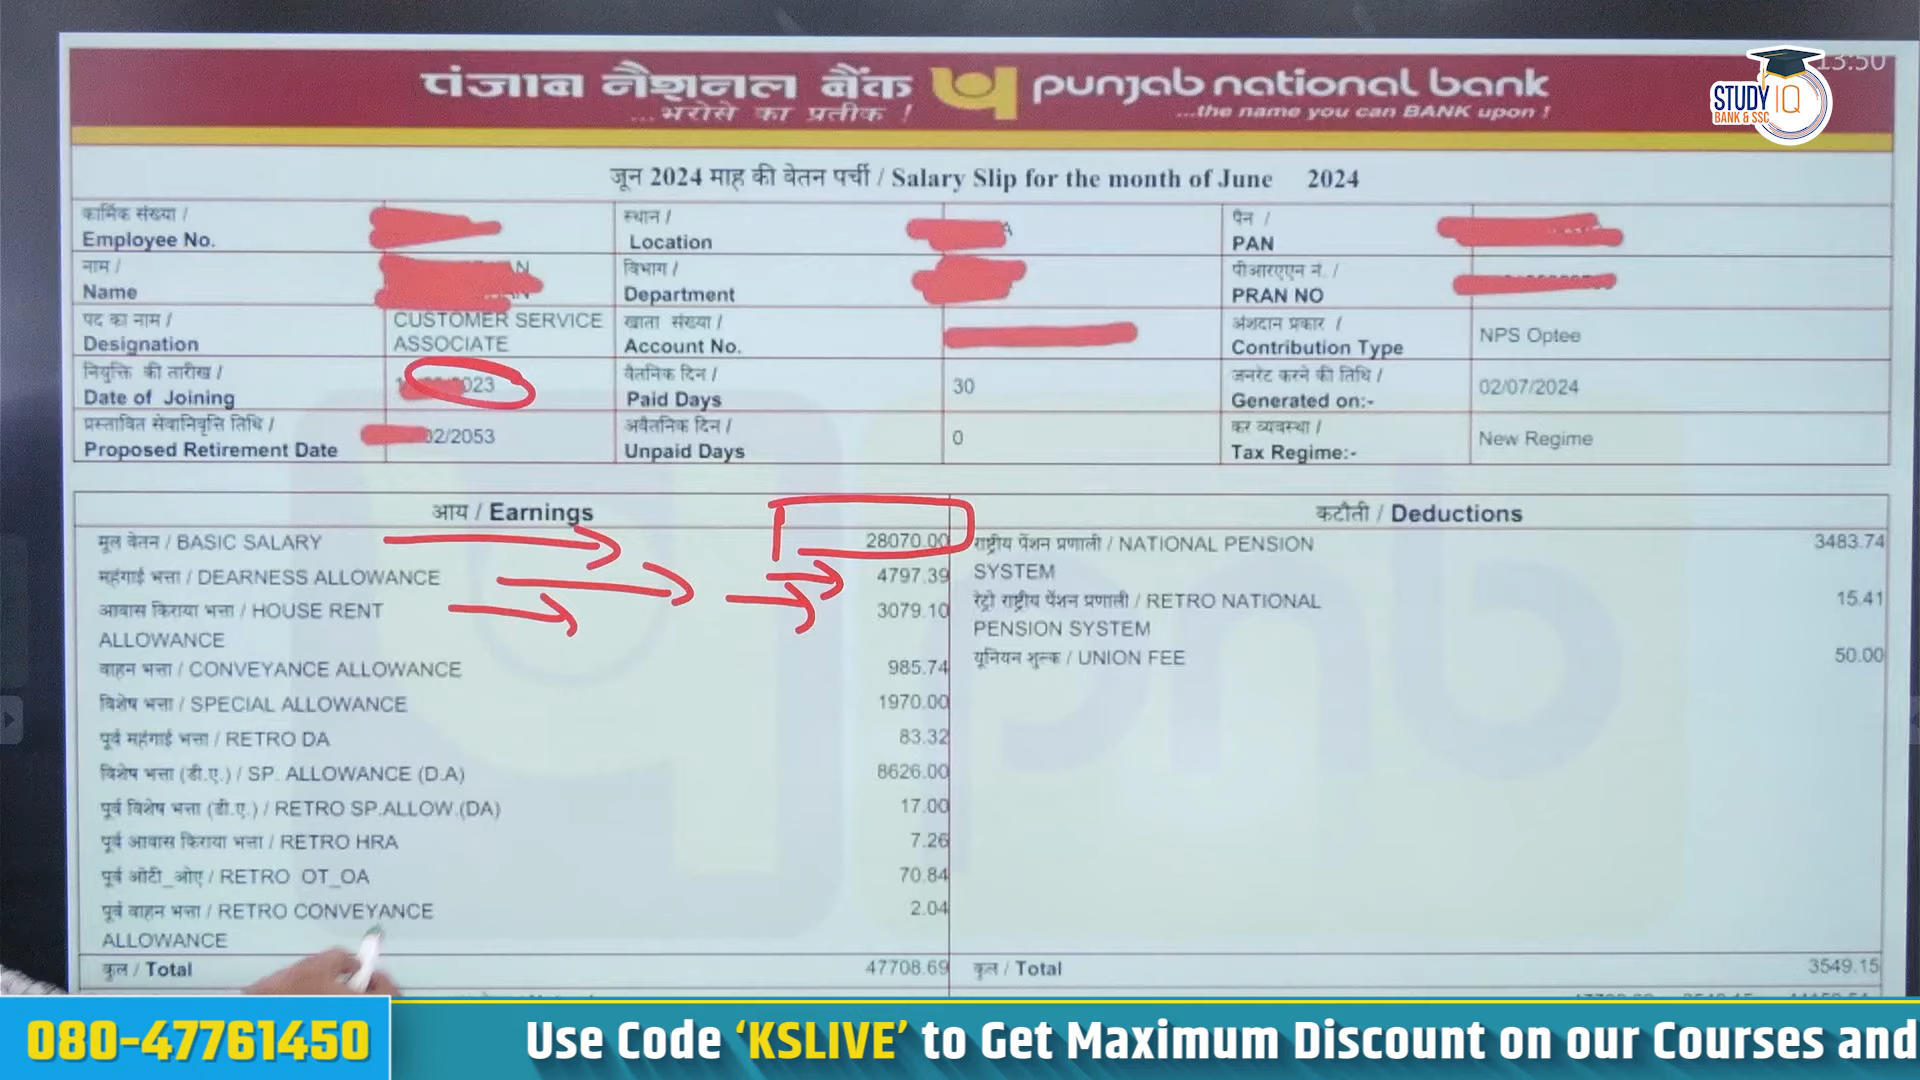 पंजाब नैशनल बैंक punjab national bank
...भरोसे का प्रतीक ! ...the name you can BANK upon !
13:50
STUDY IQ
BANK & SSC
जून 2024 माह की वेतन पर्ची / Salary Slip for the month of June 2024
कार्मिक संख्या / स्थान / पैन /
Employee No. Location PAN
नाम / विभाग / पीआरएएन नं. /
Name Department PRAN NO
पद का नाम / CUSTOMER SERVICE खाता संख्या / अंशदान प्रकार / NPS Optee
Designation ASSOCIATE Account No. Contribution Type
नियुक्ति की तारीख / वैतनिक दिन / जनरेट करने की तिथि /
Date of Joining 023 Paid Days 30 Generated on:- 02/07/2024
प्रस्तावित सेवानिवृत्ति तिथि / अवैतनिक दिन / कर व्यवस्था /
Proposed Retirement Date 02/2053 Unpaid Days 0 Tax Regime:- New Regime
आय / Earnings कटौती / Deductions
मूल वेतन / BASIC SALARY 28070.00 राष्ट्रीय पेंशन प्रणाली / NATIONAL PENSION 3483.74
महंगाई भत्ता / DEARNESS ALLOWANCE 4797.39 SYSTEM
आवास किराया भत्ता / HOUSE RENT 3079.10 रेट्रो राष्ट्रीय पेंशन प्रणाली / RETRO NATIONAL 15.41
ALLOWANCE PENSION SYSTEM
वाहन भत्ता / CONVEYANCE ALLOWANCE 985.74 यूनियन शुल्क / UNION FEE 50.00
विशेष भत्ता / SPECIAL ALLOWANCE 1970.00
पूर्व महंगाई भत्ता / RETRO DA 83.32
विशेष भत्ता (डी.ए.) / SP. ALLOWANCE (D.A) 8626.00
पूर्व विशेष भत्ता (डी.ए.) / RETRO SP.ALLOW.(DA) 17.00
पूर्व आवास किराया भत्ता / RETRO HRA 7.26
पूर्व ओटी_ओए / RETRO OT_OA 70.84
पूर्व वाहन भत्ता / RETRO CONVEYANCE 2.04
ALLOWANCE
कुल / Total 47708.69 कुल / Total 3549.15
pnb
080-47761450 Use Code ‘KSLIVE’ to Get Maximum Discount on our Courses and